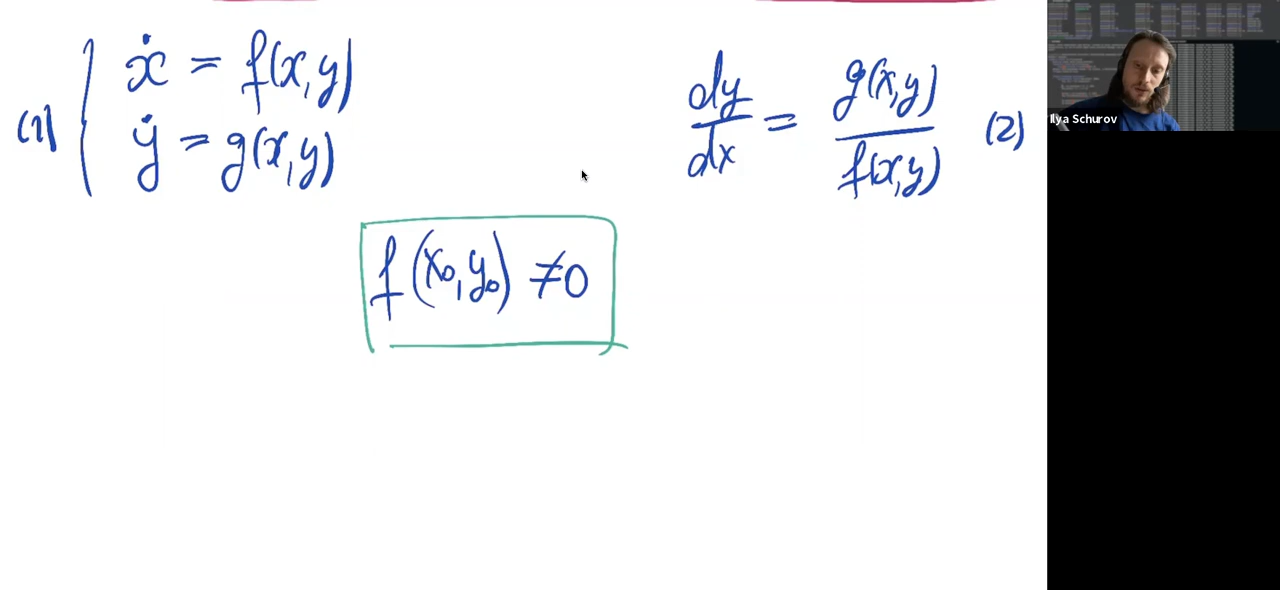 (1) { ẋ = f(x,y)
ẏ = g(x,y)
dy/dx = g(x,y)/f(x,y) (2)
f(x₀,y₀) ≠ 0
Ilya Schurov